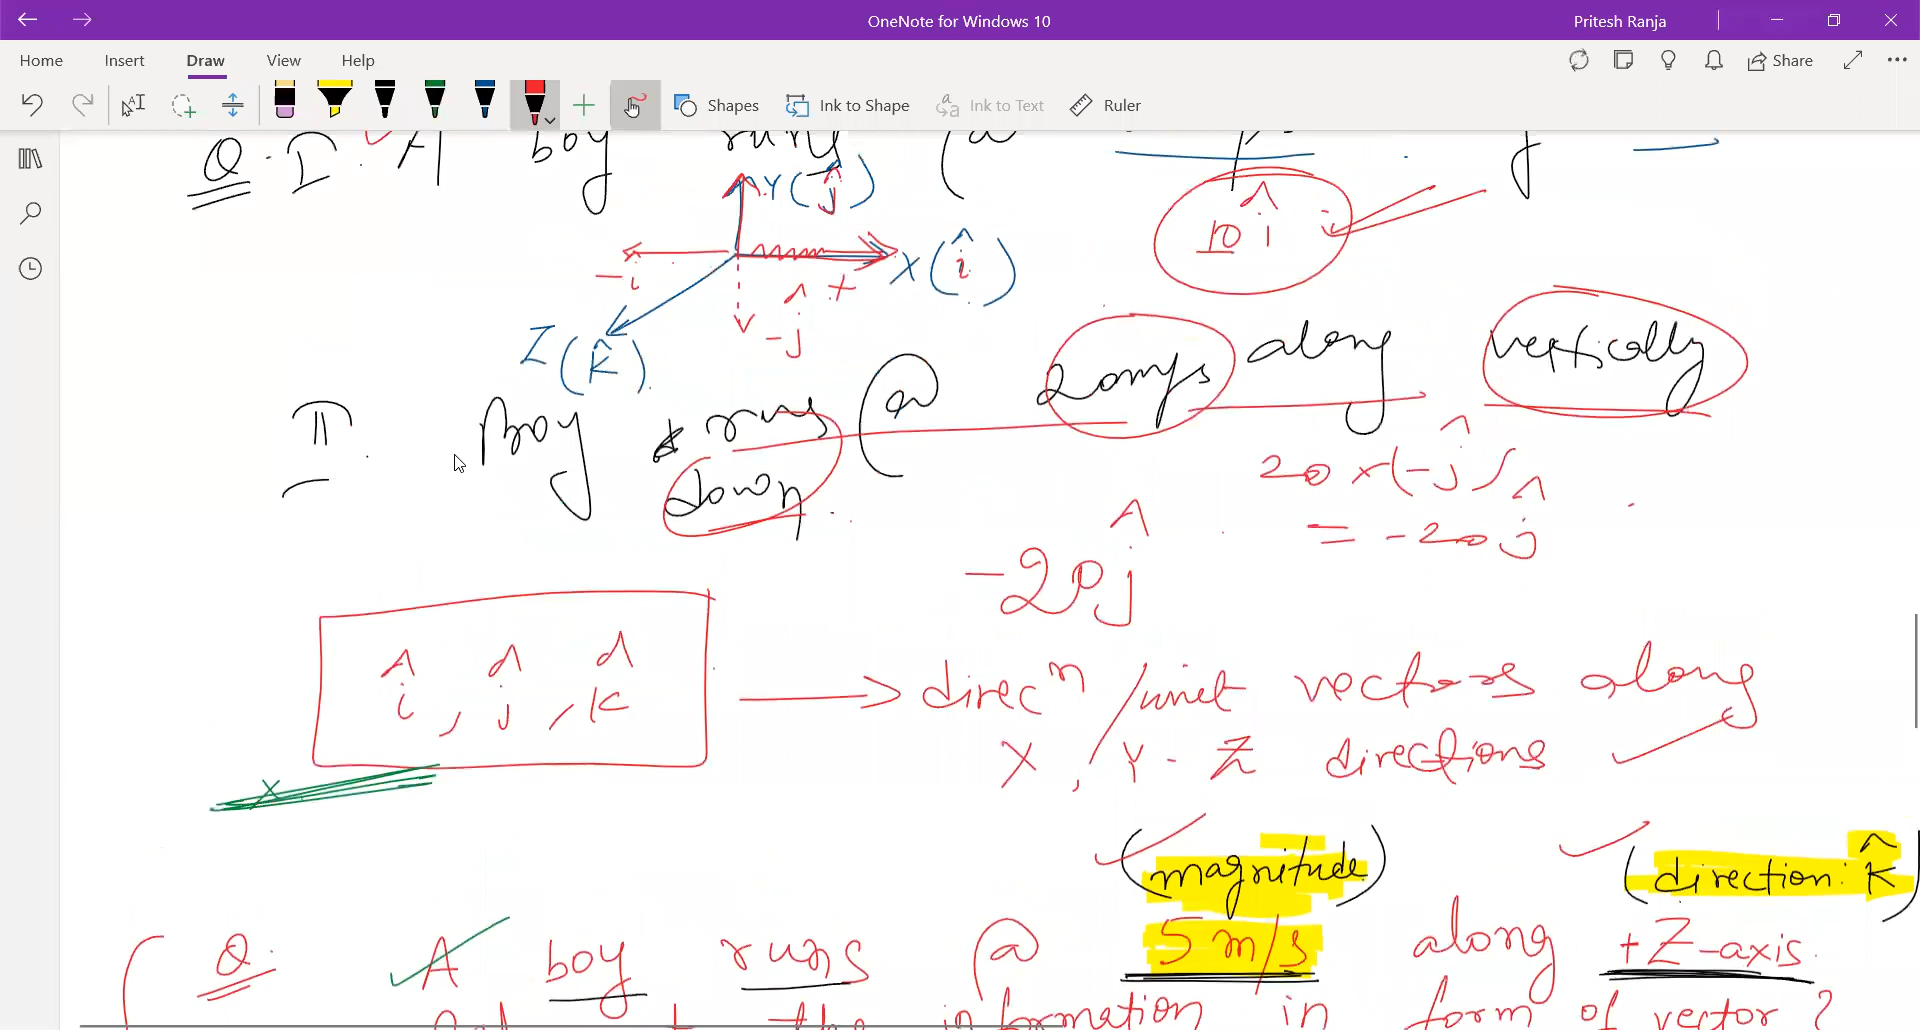 OneNote for Windows 10
Pritesh Ranja
Home Insert Draw View Help
Share
Shapes Ink to Shape Ink to Text Ruler
Q. I. A boy runs @
Y(ĵ)
10 î
-i
+ X(î)
-ĵ
Z(k̂)
II. Boy runs @ 20m/s along vertically
down.
20 x(-ĵ)
= -20ĵ
-20ĵ
î, ĵ, k̂ → direcⁿ/unit vectors along
X, Y - Z directions
x
(magnitude) (direction: k̂)
Q. A boy runs @ 5 m/s along +Z-axis.
the information in form of vector?